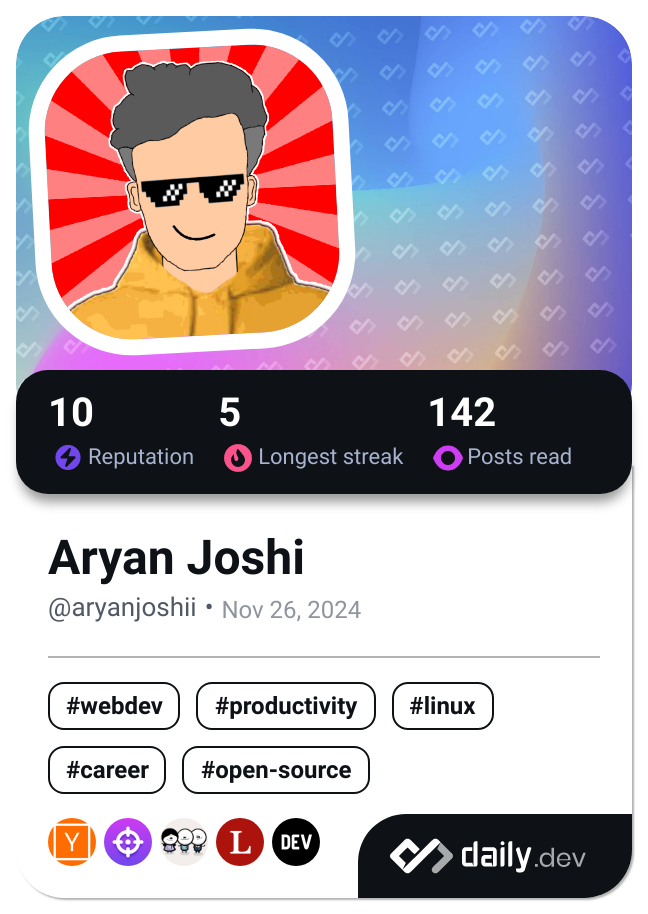 10 5 142
Reputation Longest streak Posts read
Aryan Joshi
@aryanjoshii • Nov 26, 2024
#webdev #productivity #linux
#career #open-source
Y L DEV
daily.dev